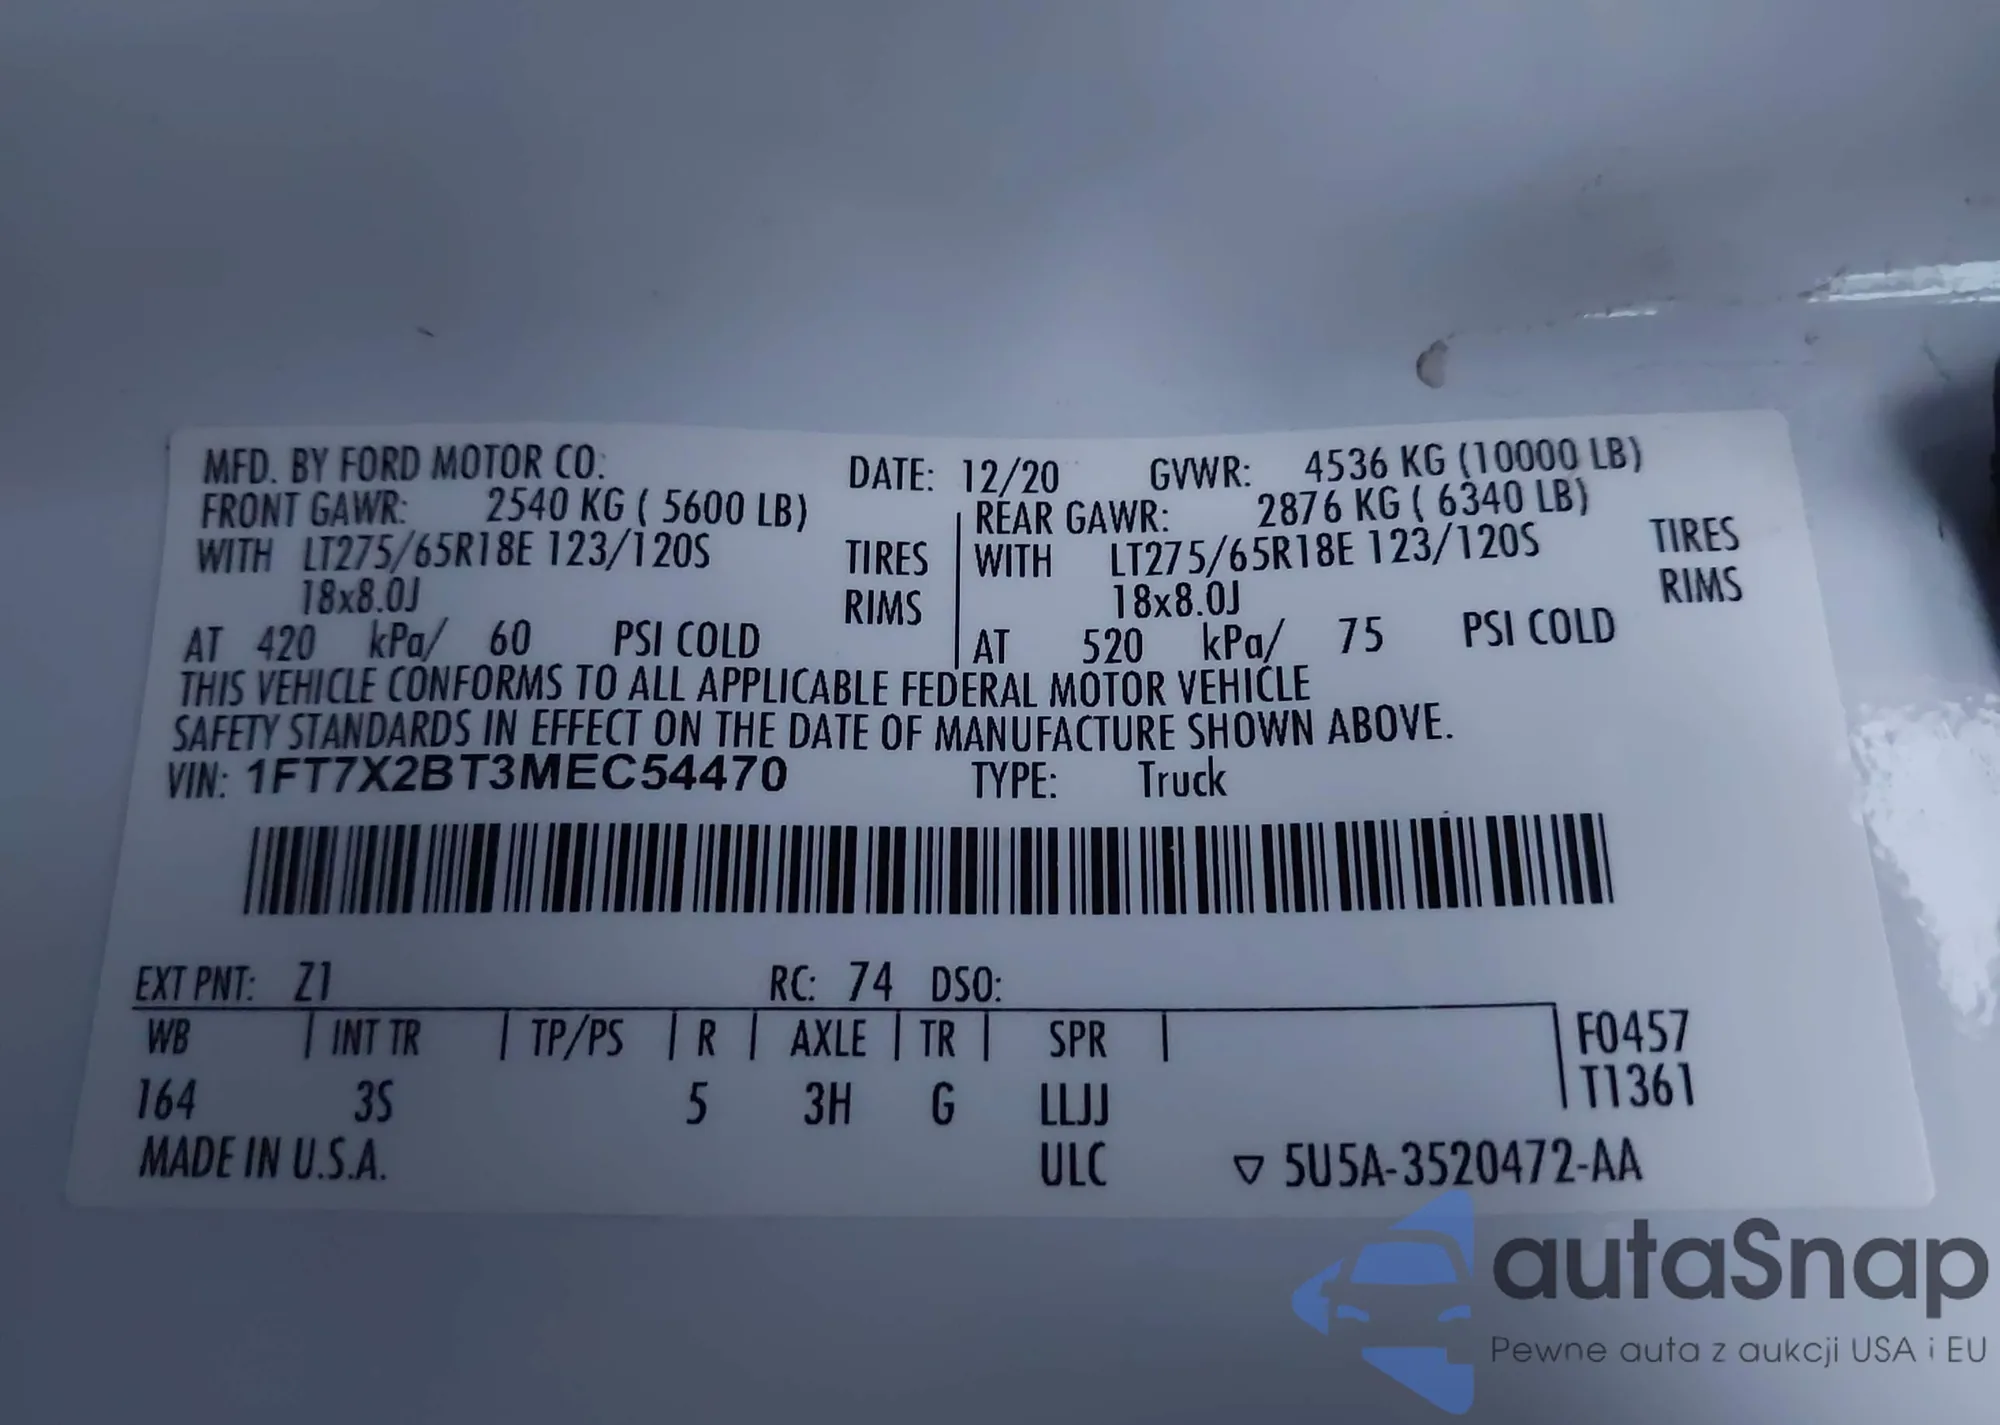 MFD. BY FORD MOTOR CO. DATE: 12/20 GVWR: 4536 KG (10000 LB)
FRONT GAWR: 2540 KG ( 5600 LB) REAR GAWR: 2876 KG ( 6340 LB)
WITH LT275/65R18E 123/120S TIRES WITH LT275/65R18E 123/120S TIRES
18x8.0J RIMS 18x8.0J RIMS
AT 420 kPa/ 60 PSI COLD AT 520 kPa/ 75 PSI COLD
THIS VEHICLE CONFORMS TO ALL APPLICABLE FEDERAL MOTOR VEHICLE
SAFETY STANDARDS IN EFFECT ON THE DATE OF MANUFACTURE SHOWN ABOVE.
VIN: 1FT7X2BT3MEC54470 TYPE: Truck
EXT PNT: Z1 RC: 74 DSO:
WB INT TR TP/PS R AXLE TR SPR F0457
164 3S 5 3H G LLJJ T1361
MADE IN U.S.A. ULC ▽ 5U5A-3520472-AA
autaSnap
Pewne auta z aukcji USA i EU